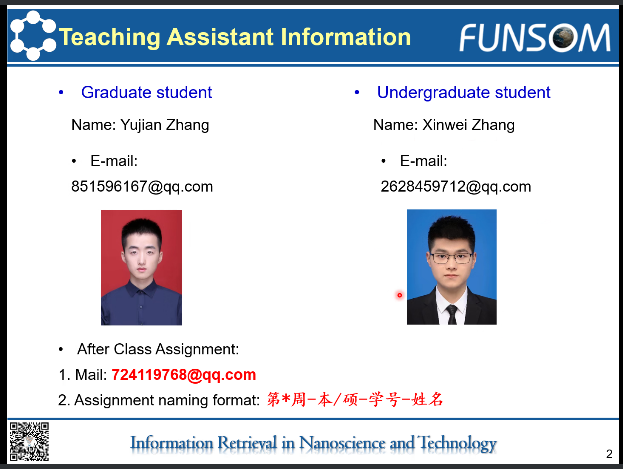 Teaching Assistant Information
FUNSOM
• Graduate student
Name: Yujian Zhang
• E-mail:
851596167@qq.com
• Undergraduate student
Name: Xinwei Zhang
• E-mail:
2628459712@qq.com
• After Class Assignment:
1. Mail: 724119768@qq.com
2. Assignment naming format: 第*周-本/硕-学号-姓名
Information Retrieval in Nanoscience and Technology
2